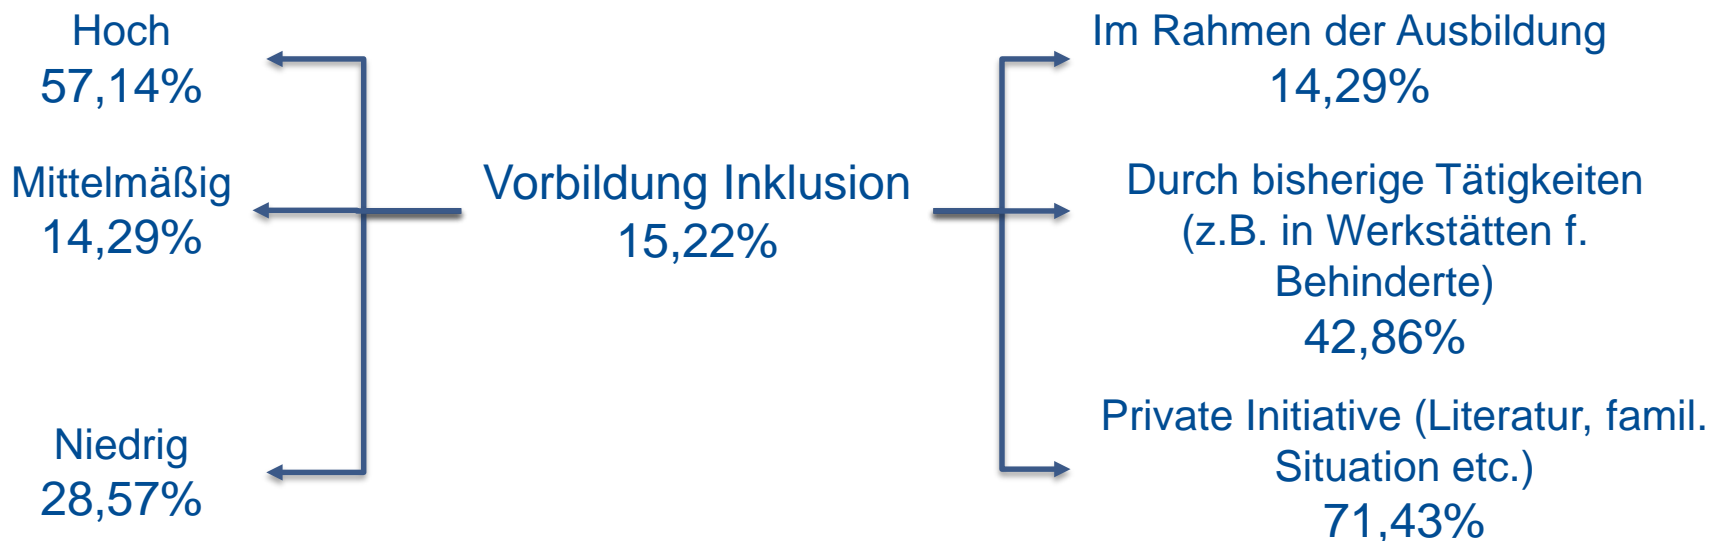 Hoch
57,14%
Mittelmäßig
14,29%
Niedrig
28,57%
Vorbildung Inklusion
15,22%
Im Rahmen der Ausbildung
14,29%
Durch bisherige Tätigkeiten
(z.B. in Werkstätten f.
Behinderte)
42,86%
Private Initiative (Literatur, famil.
Situation etc.)
71,43%